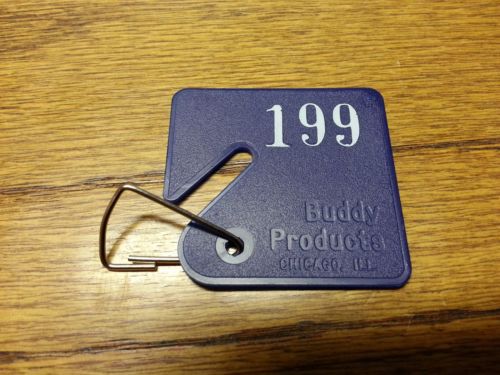 199
Buddy
Products
CHICAGO, ILL.